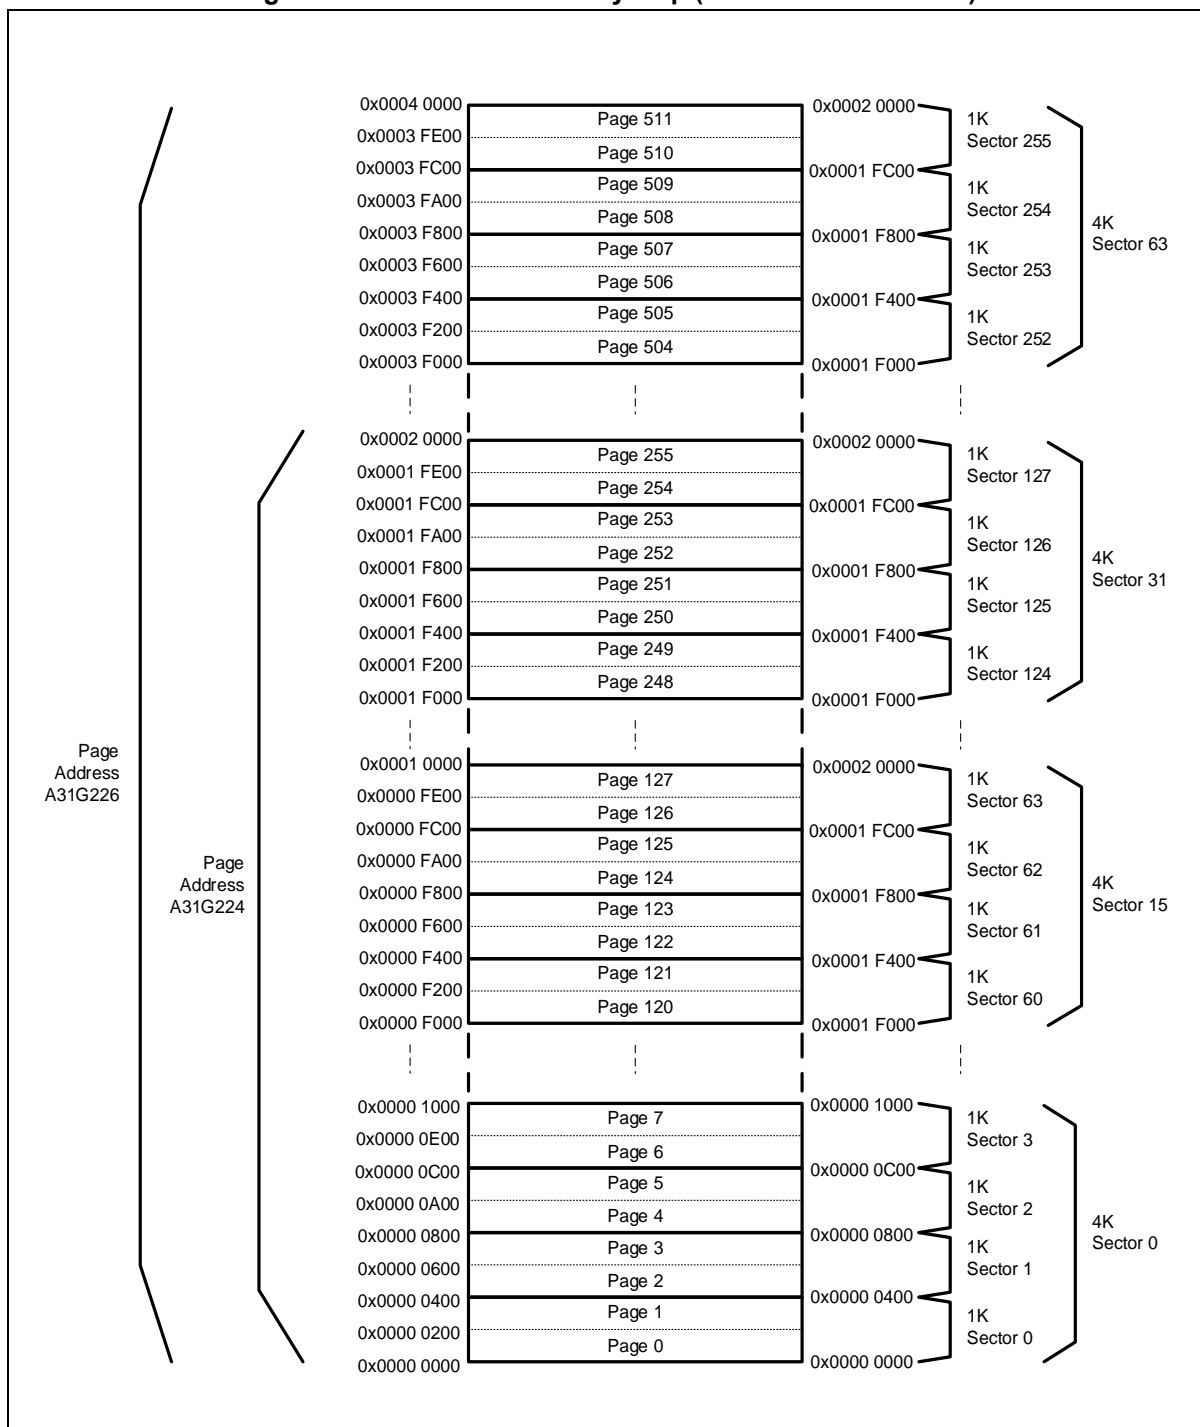 0x0004 0000
Page 511
0x0002 0000
1K
Sector 255
0x0003 FE00
Page 510
0x0003 FC00
0x0001 FC00
Page 509
1K
Sector 254
0x0003 FA00
Page 508
0x0003 F800
0x0001 F800
4K
Sector 63
Page 507
1K
Sector 253
0x0003 F600
Page 506
0x0003 F400
0x0001 F400
Page 505
1K
Sector 252
0x0003 F200
Page 504
0x0003 F000
0x0001 F000
0x0002 0000
Page 255
0x0002 0000
1K
Sector 127
0x0001 FE00
Page 254
0x0001 FC00
0x0001 FC00
Page 253
1K
Sector 126
0x0001 FA00
Page 252
0x0001 F800
0x0001 F800
4K
Sector 31
Page 251
1K
Sector 125
0x0001 F600
Page 250
0x0001 F400
0x0001 F400
Page 249
1K
Sector 124
0x0001 F200
Page 248
0x0001 F000
0x0001 F000
Page
Address
A31G226
0x0001 0000
Page 127
0x0002 0000
1K
Sector 63
0x0000 FE00
Page 126
0x0000 FC00
0x0001 FC00
Page 125
1K
Sector 62
0x0000 FA00
Page 124
Page
Address
A31G224
0x0000 F800
0x0001 F800
4K
Sector 15
Page 123
1K
Sector 61
0x0000 F600
Page 122
0x0000 F400
0x0001 F400
Page 121
1K
Sector 60
0x0000 F200
Page 120
0x0000 F000
0x0001 F000
0x0000 1000
Page 7
0x0000 1000
1K
Sector 3
0x0000 0E00
Page 6
0x0000 0C00
0x0000 0C00
Page 5
1K
Sector 2
0x0000 0A00
Page 4
0x0000 0800
0x0000 0800
4K
Sector 0
Page 3
1K
Sector 1
0x0000 0600
Page 2
0x0000 0400
0x0000 0400
Page 1
1K
Sector 0
0x0000 0200
Page 0
0x0000 0000
0x0000 0000